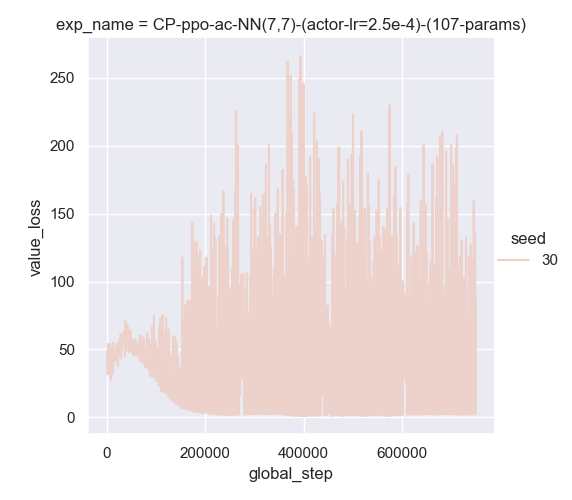 exp_name = CP-ppo-ac-NN(7,7)-(actor-lr=2.5e-4)-(107-params)
250
200
150
100
50
0
value_loss
0 200000 400000 600000
global_step
seed
30